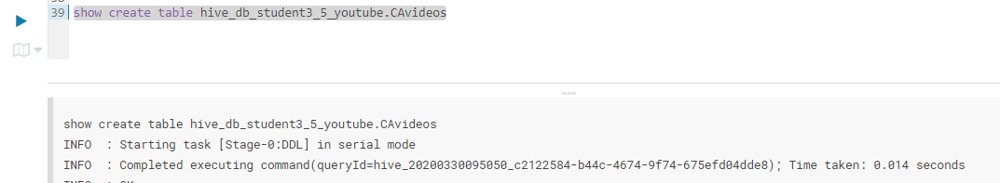 39 show create table hive_db_student3_5_youtube.CAvideos
show create table hive_db_student3_5_youtube.CAvideos
INFO  : Starting task [Stage-0:DDL] in serial mode
INFO  : Completed executing command(queryId=hive_20200330095050_c2122584-b44c-4674-9f74-675efd04dde8); Time taken: 0.014 seconds